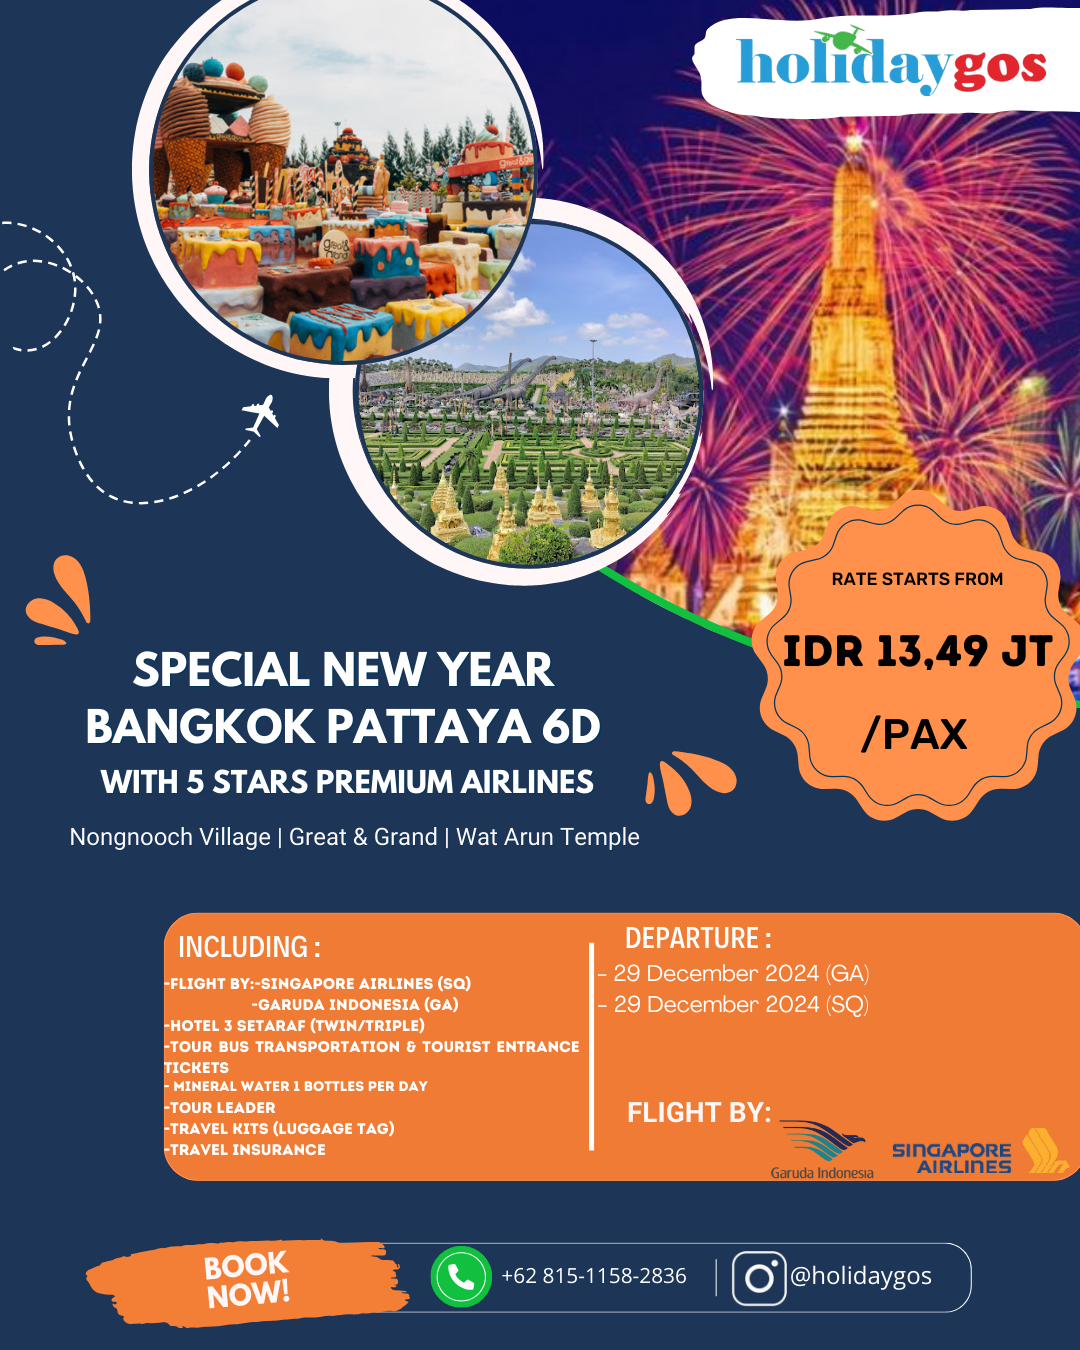 holidaygos
great&gr
great&
grand
RATE STARTS FROM
IDR 13,49 JT
/PAX
SPECIAL NEW YEAR
BANGKOK PATTAYA 6D
WITH 5 STARS PREMIUM AIRLINES
Nongnooch Village | Great & Grand | Wat Arun Temple
INCLUDING :
-FLIGHT BY:-SINGAPORE AIRLINES (SQ)
-GARUDA INDONESIA (GA)
-HOTEL 3 SETARAF (TWIN/TRIPLE)
-TOUR BUS TRANSPORTATION & TOURIST ENTRANCE
TICKETS
- MINERAL WATER 1 BOTTLES PER DAY
-TOUR LEADER
-TRAVEL KITS (LUGGAGE TAG)
-TRAVEL INSURANCE
DEPARTURE :
- 29 December 2024 (GA)
- 29 December 2024 (SQ)
FLIGHT BY:
Garuda Indonesia
SINGAPORE
AIRLINES
BOOK
NOW!
+62 815-1158-2836
@holidaygos